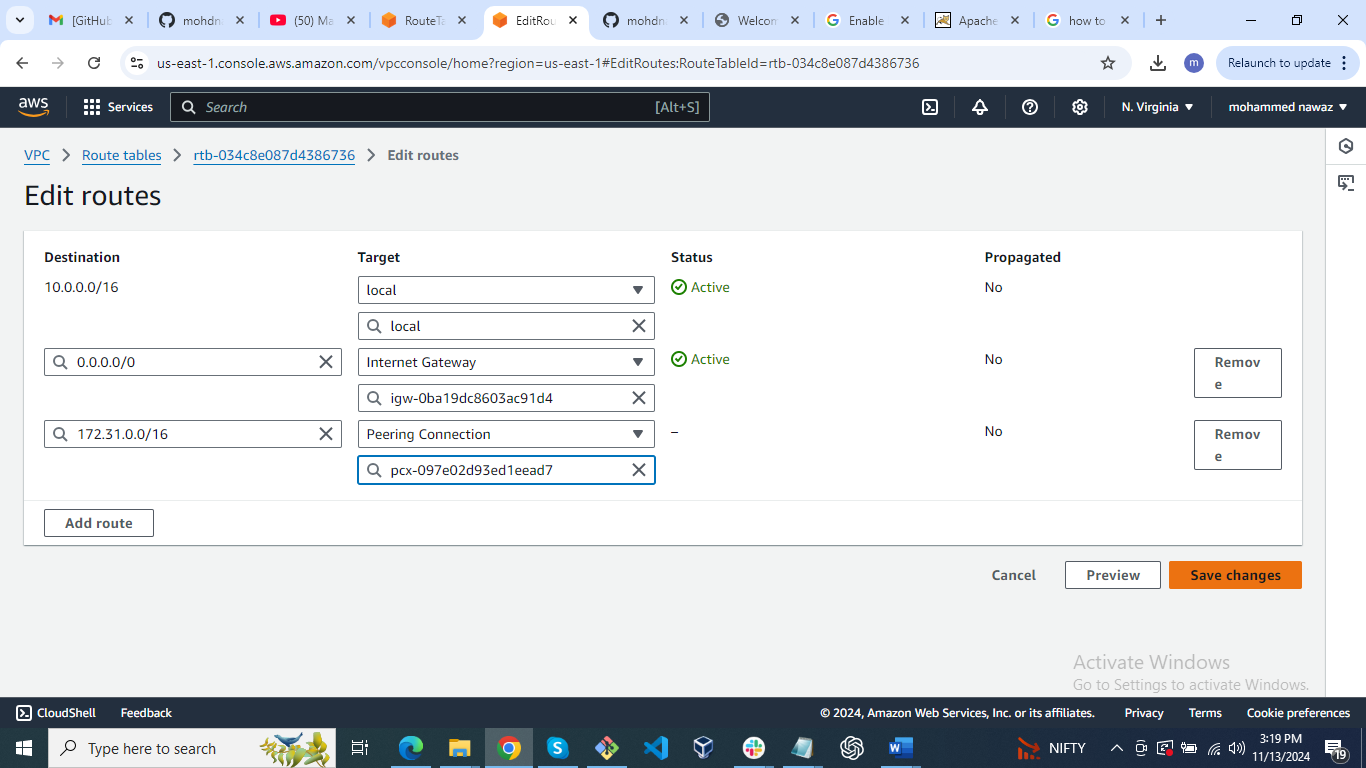 [GitHub
mohdna
(50) Ma
RouteTa
EditRou
mohdna
Welcom
Enable
Apache
how to
us-east-1.console.aws.amazon.com/vpcconsole/home?region=us-east-1#EditRoutes:RouteTableId=rtb-034c8e087d4386736
m
Relaunch to update
aws
Services
Search
[Alt+S]
N. Virginia
mohammed nawaz
VPC
Route tables
rtb-034c8e087d4386736
Edit routes
Edit routes
Destination Target Status Propagated
10.0.0.0/16 local Active No
local
0.0.0.0/0 Internet Gateway Active No Remov
e
igw-0ba19dc8603ac91d4
172.31.0.0/16 Peering Connection – No Remov
e
pcx-097e02d93ed1eead7
Add route
Cancel Preview Save changes
Activate Windows
Go to Settings to activate Windows.
CloudShell Feedback © 2024, Amazon Web Services, Inc. or its affiliates. Privacy Terms Cookie preferences
Type here to search
NIFTY
3:19 PM
11/13/2024
19